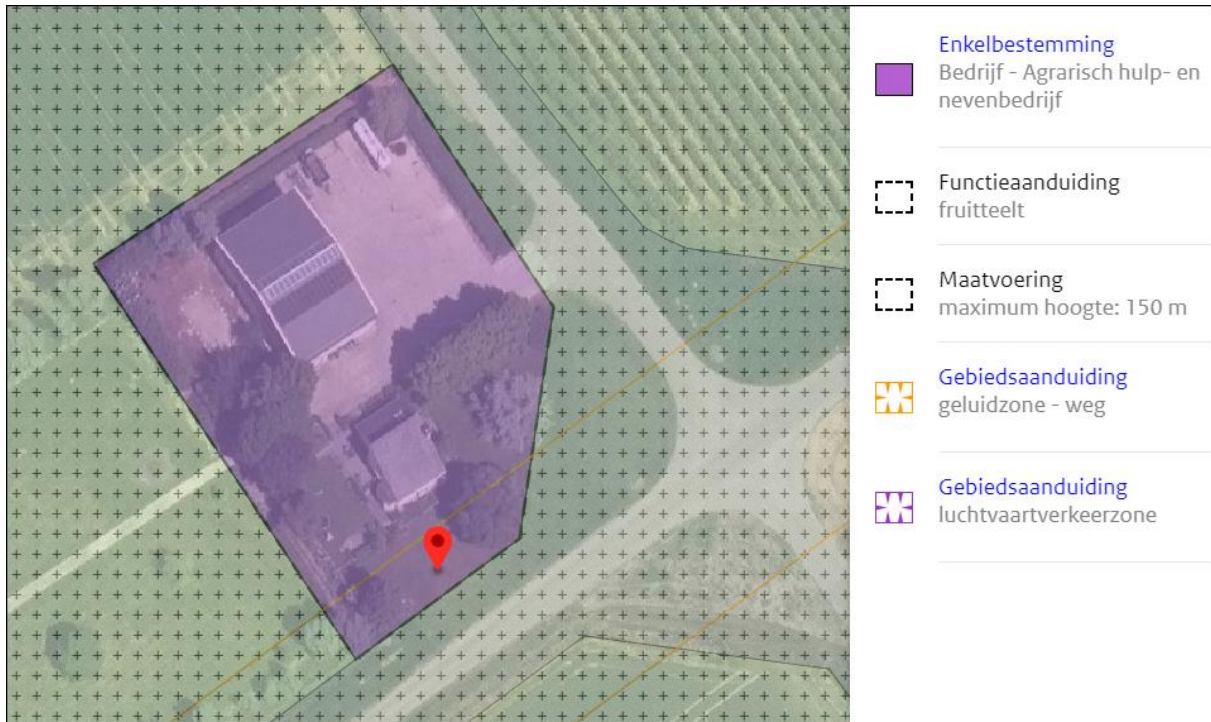 Enkelbestemming
Bedrijf - Agrarisch hulp- en
nevenbedrijf
Functieaanduiding
fruitteelt
Maatvoering
maximum hoogte: 150 m
Gebiedsaanduiding
geluidzone - weg
Gebiedsaanduiding
luchtvaartverkeerzone